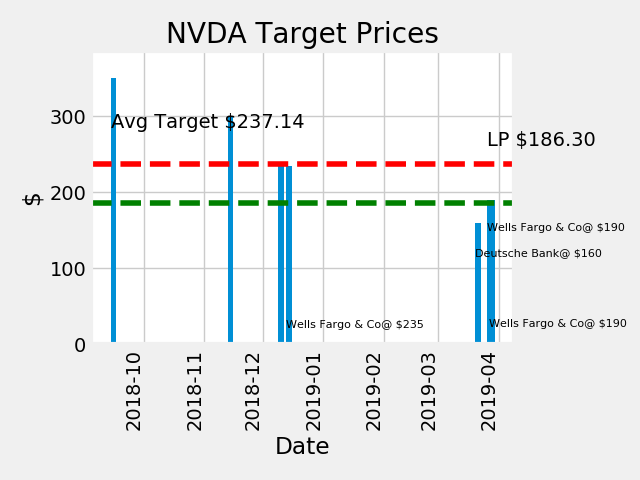 NVDA Target Prices
Avg Target $237.14
LP $186.30
300
200
100
0
$
Wells Fargo & Co@ $190
Deutsche Bank@ $160
Wells Fargo & Co@ $235
Wells Fargo & Co@ $190
2018-10
2018-11
2018-12
2019-01
2019-02
2019-03
2019-04
Date